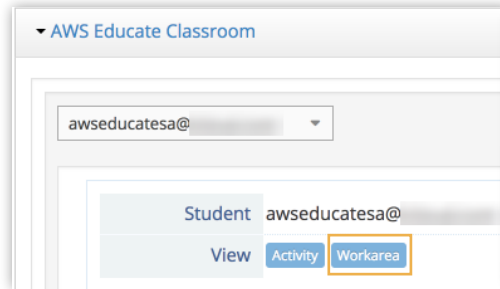 AWS Educate Classroom
awseducatesa@
Student awseducatesa@
View Activity Workarea